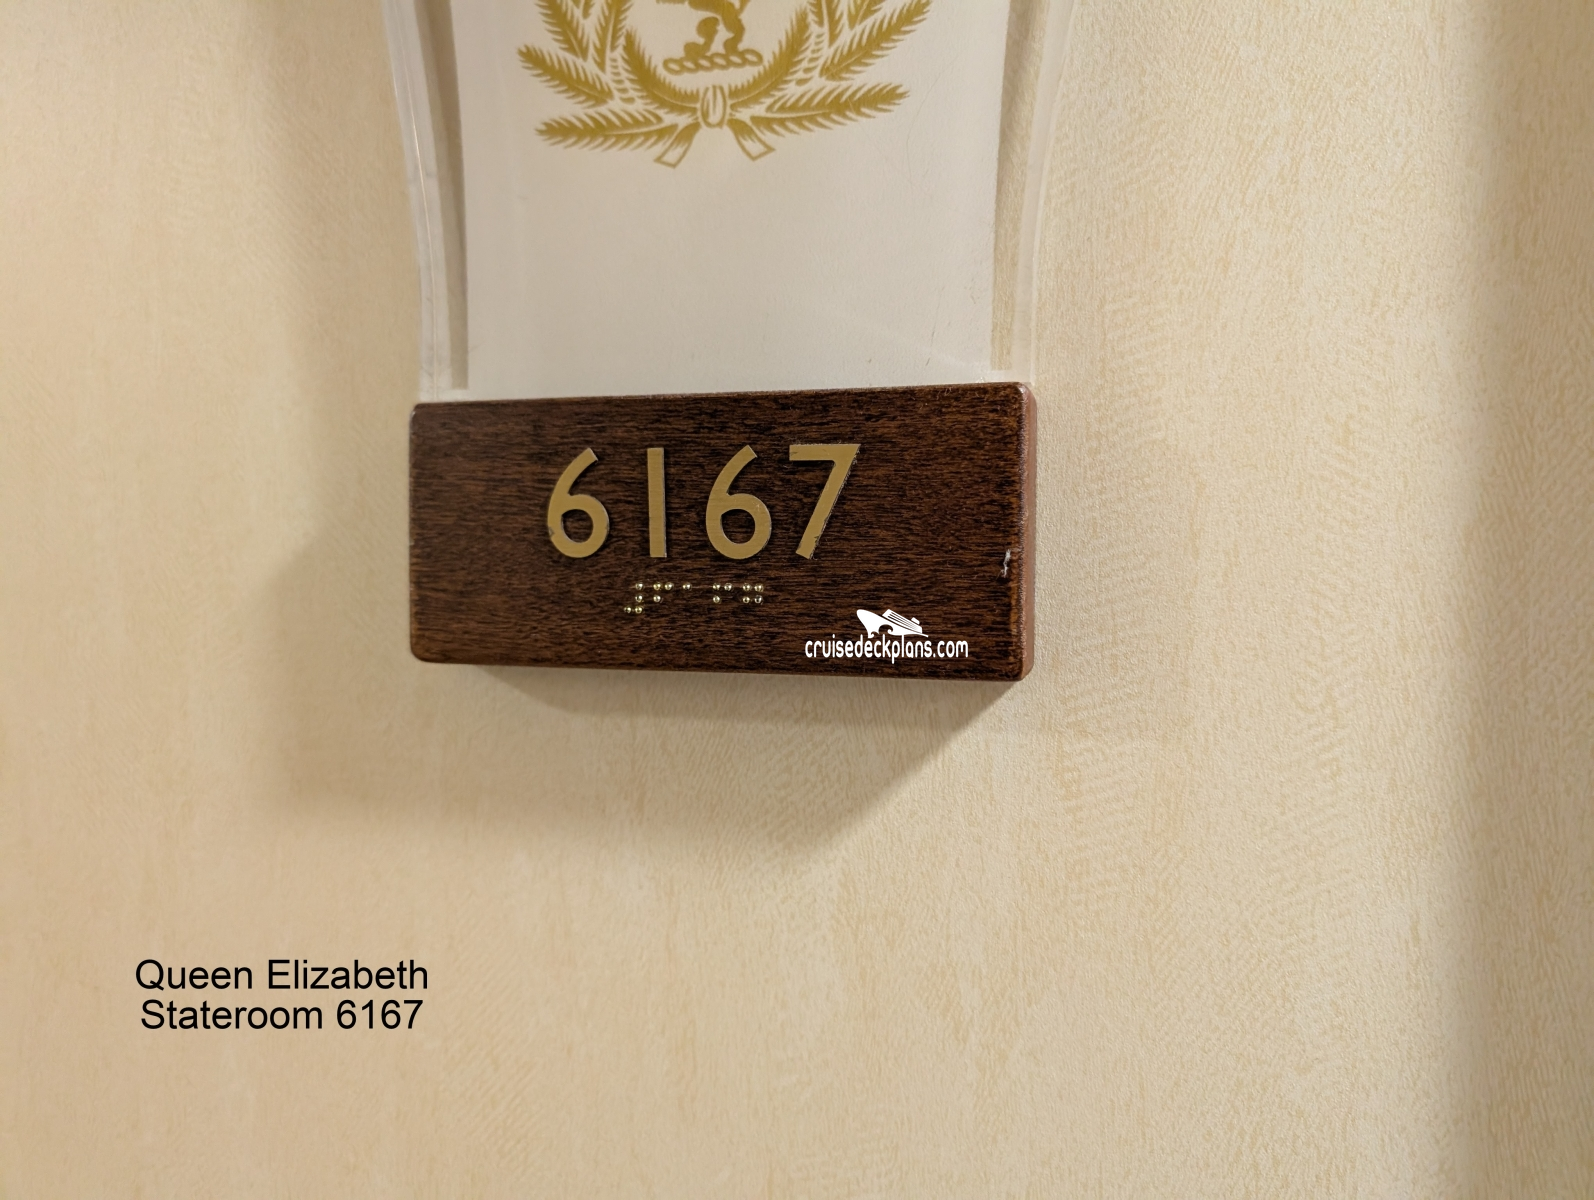 6167
cruisedeckplans.com
Queen Elizabeth
Stateroom 6167